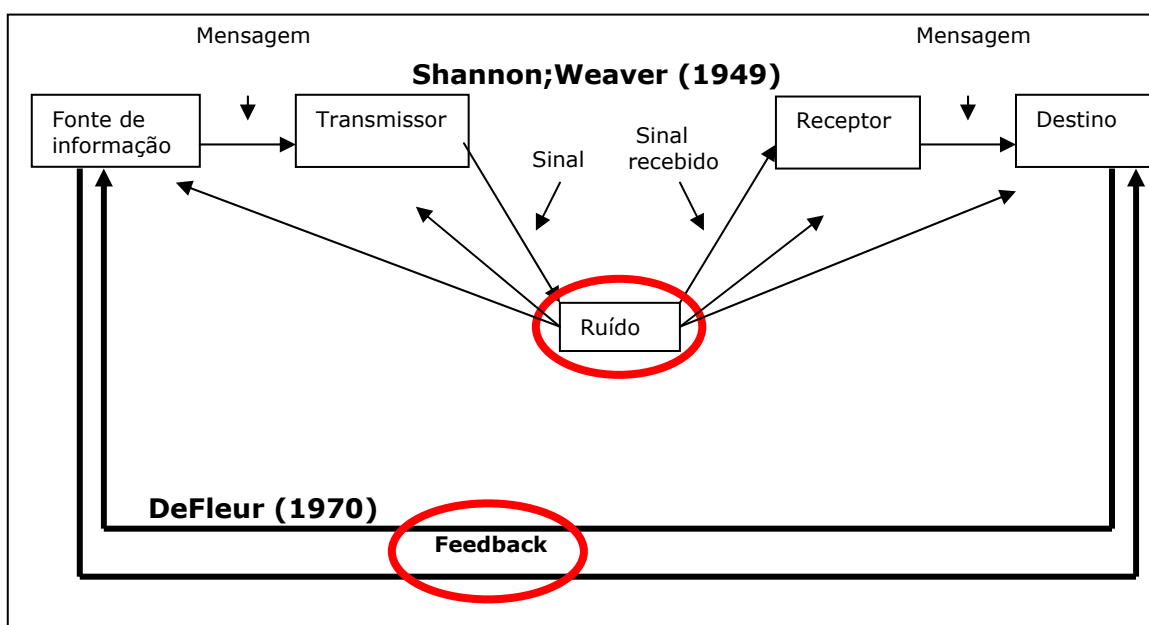 Mensagem
Mensagem
Shannon;Weaver (1949)
Fonte de
informação
Transmissor
Sinal
Sinal
recebido
Receptor
Destino
Ruído
DeFleur (1970)
Feedback